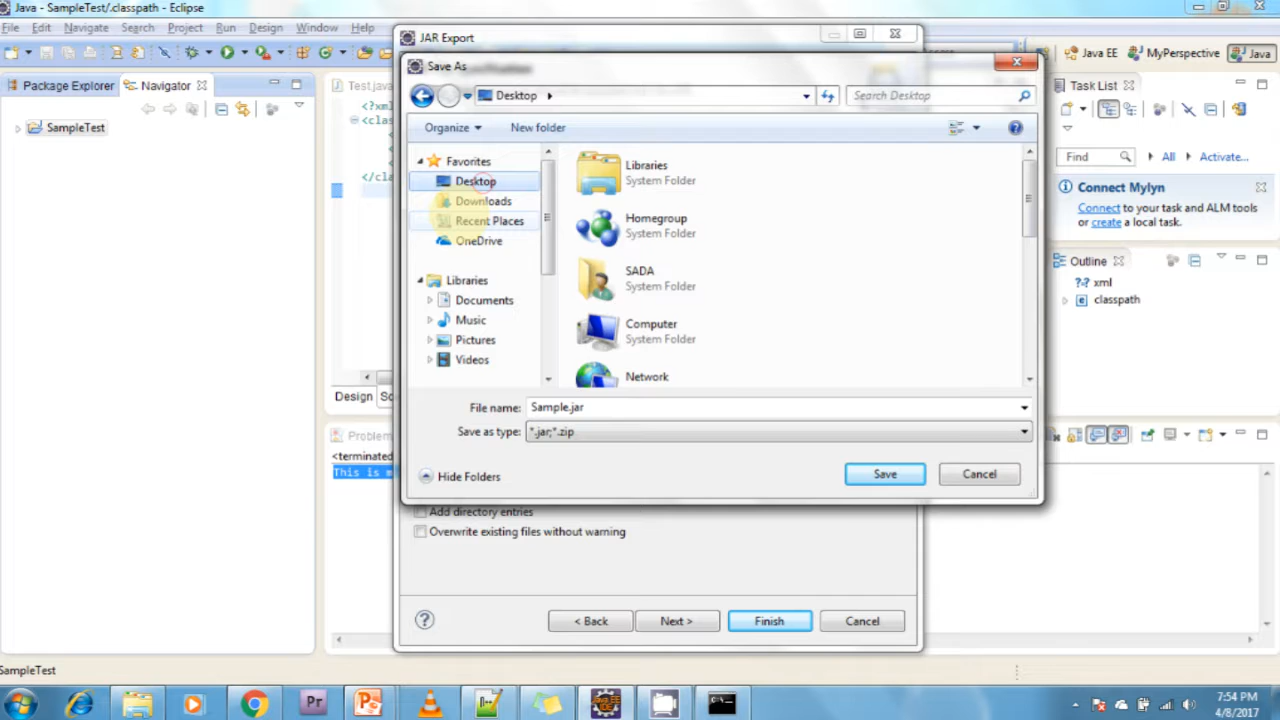 Java - SampleTest/.classpath - Eclipse
File Edit Navigate Search Project Run Design Window Help
Java EE MyPerspective Java
Package Explorer Navigator
SampleTest
Test.java
<?xm
<clas
</cla
Design
Problem
<terminated
This is m
JAR Export
Save As
Desktop
Search Desktop
Organize New folder
Favorites
Desktop
Downloads
Recent Places
OneDrive
Libraries
Documents
Music
Pictures
Videos
Libraries
System Folder
Homegroup
System Folder
SADA
System Folder
Computer
System Folder
Network
File name: Sample.jar
Save as type: *.jar;*.zip
Hide Folders
Save Cancel
Add directory entries
Overwrite existing files without warning
< Back Next > Finish Cancel
Task List
Find All Activate...
Connect Mylyn
Connect to your task and ALM tools
or create a local task.
Outline
?-? xml
e classpath
SampleTest
Pr
7:54 PM
4/8/2017